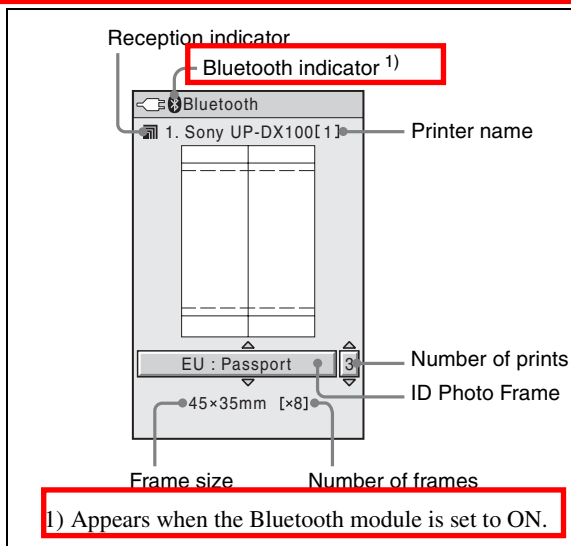 Reception indicator
Bluetooth indicator 1)
Bluetooth
1. Sony UP-DX100[1]
Printer name
EU : Passport
3
Number of prints
ID Photo Frame
45×35mm [×8]
Frame size
Number of frames
1) Appears when the Bluetooth module is set to ON.